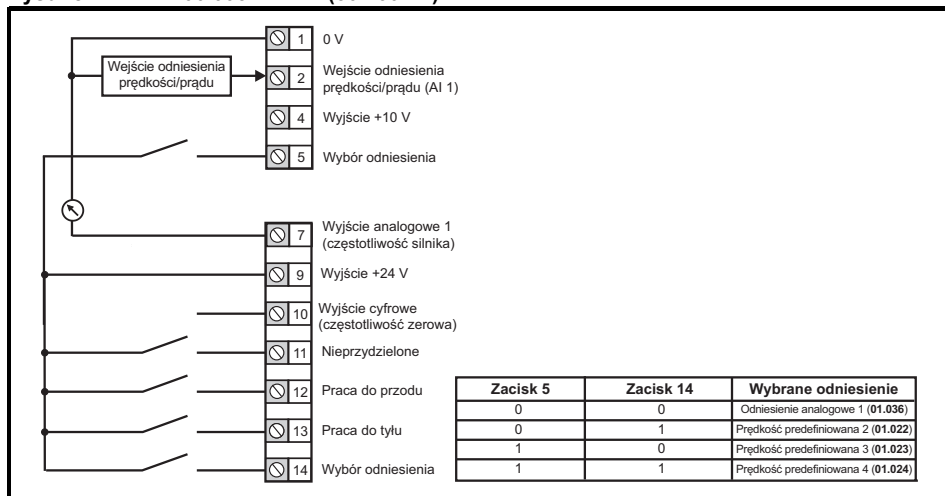 1 0 V
Wejście odniesienia
prędkości/prądu
2 Wejście odniesienia
prędkości/prądu (AI 1)
4 Wyjście +10 V
5 Wybór odniesienia
7 Wyjście analogowe 1
(częstotliwość silnika)
9 Wyjście +24 V
10 Wyjście cyfrowe
(częstotliwość zerowa)
11 Nieprzydzielone
12 Praca do przodu
13 Praca do tyłu
14 Wybór odniesienia
Zacisk 5 Zacisk 14 Wybrane odniesienie
0 0 Odniesienie analogowe 1 (01.036)
0 1 Prędkość predefiniowana 2 (01.022)
1 0 Prędkość predefiniowana 3 (01.023)
1 1 Prędkość predefiniowana 4 (01.024)